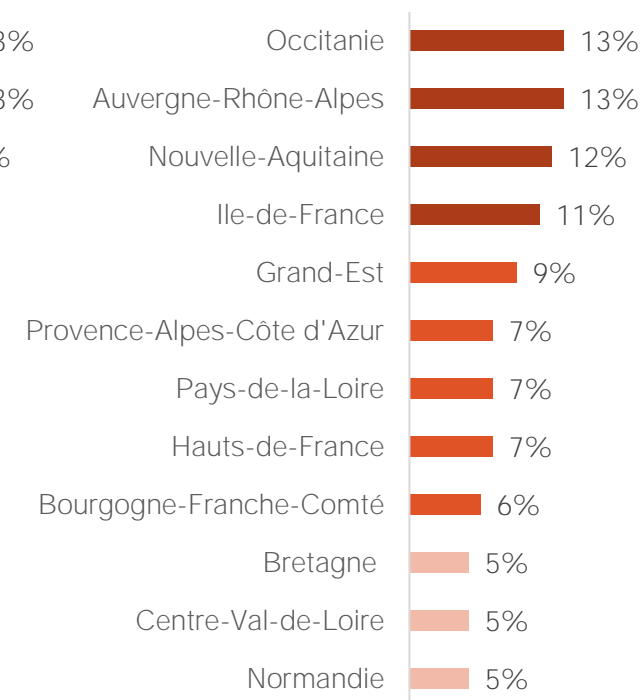 Occitanie 13%
Auvergne-Rhône-Alpes 13%
Nouvelle-Aquitaine 12%
Ile-de-France 11%
Grand-Est 9%
Provence-Alpes-Côte d'Azur 7%
Pays-de-la-Loire 7%
Hauts-de-France 7%
Bourgogne-Franche-Comté 6%
Bretagne 5%
Centre-Val-de-Loire 5%
Normandie 5%